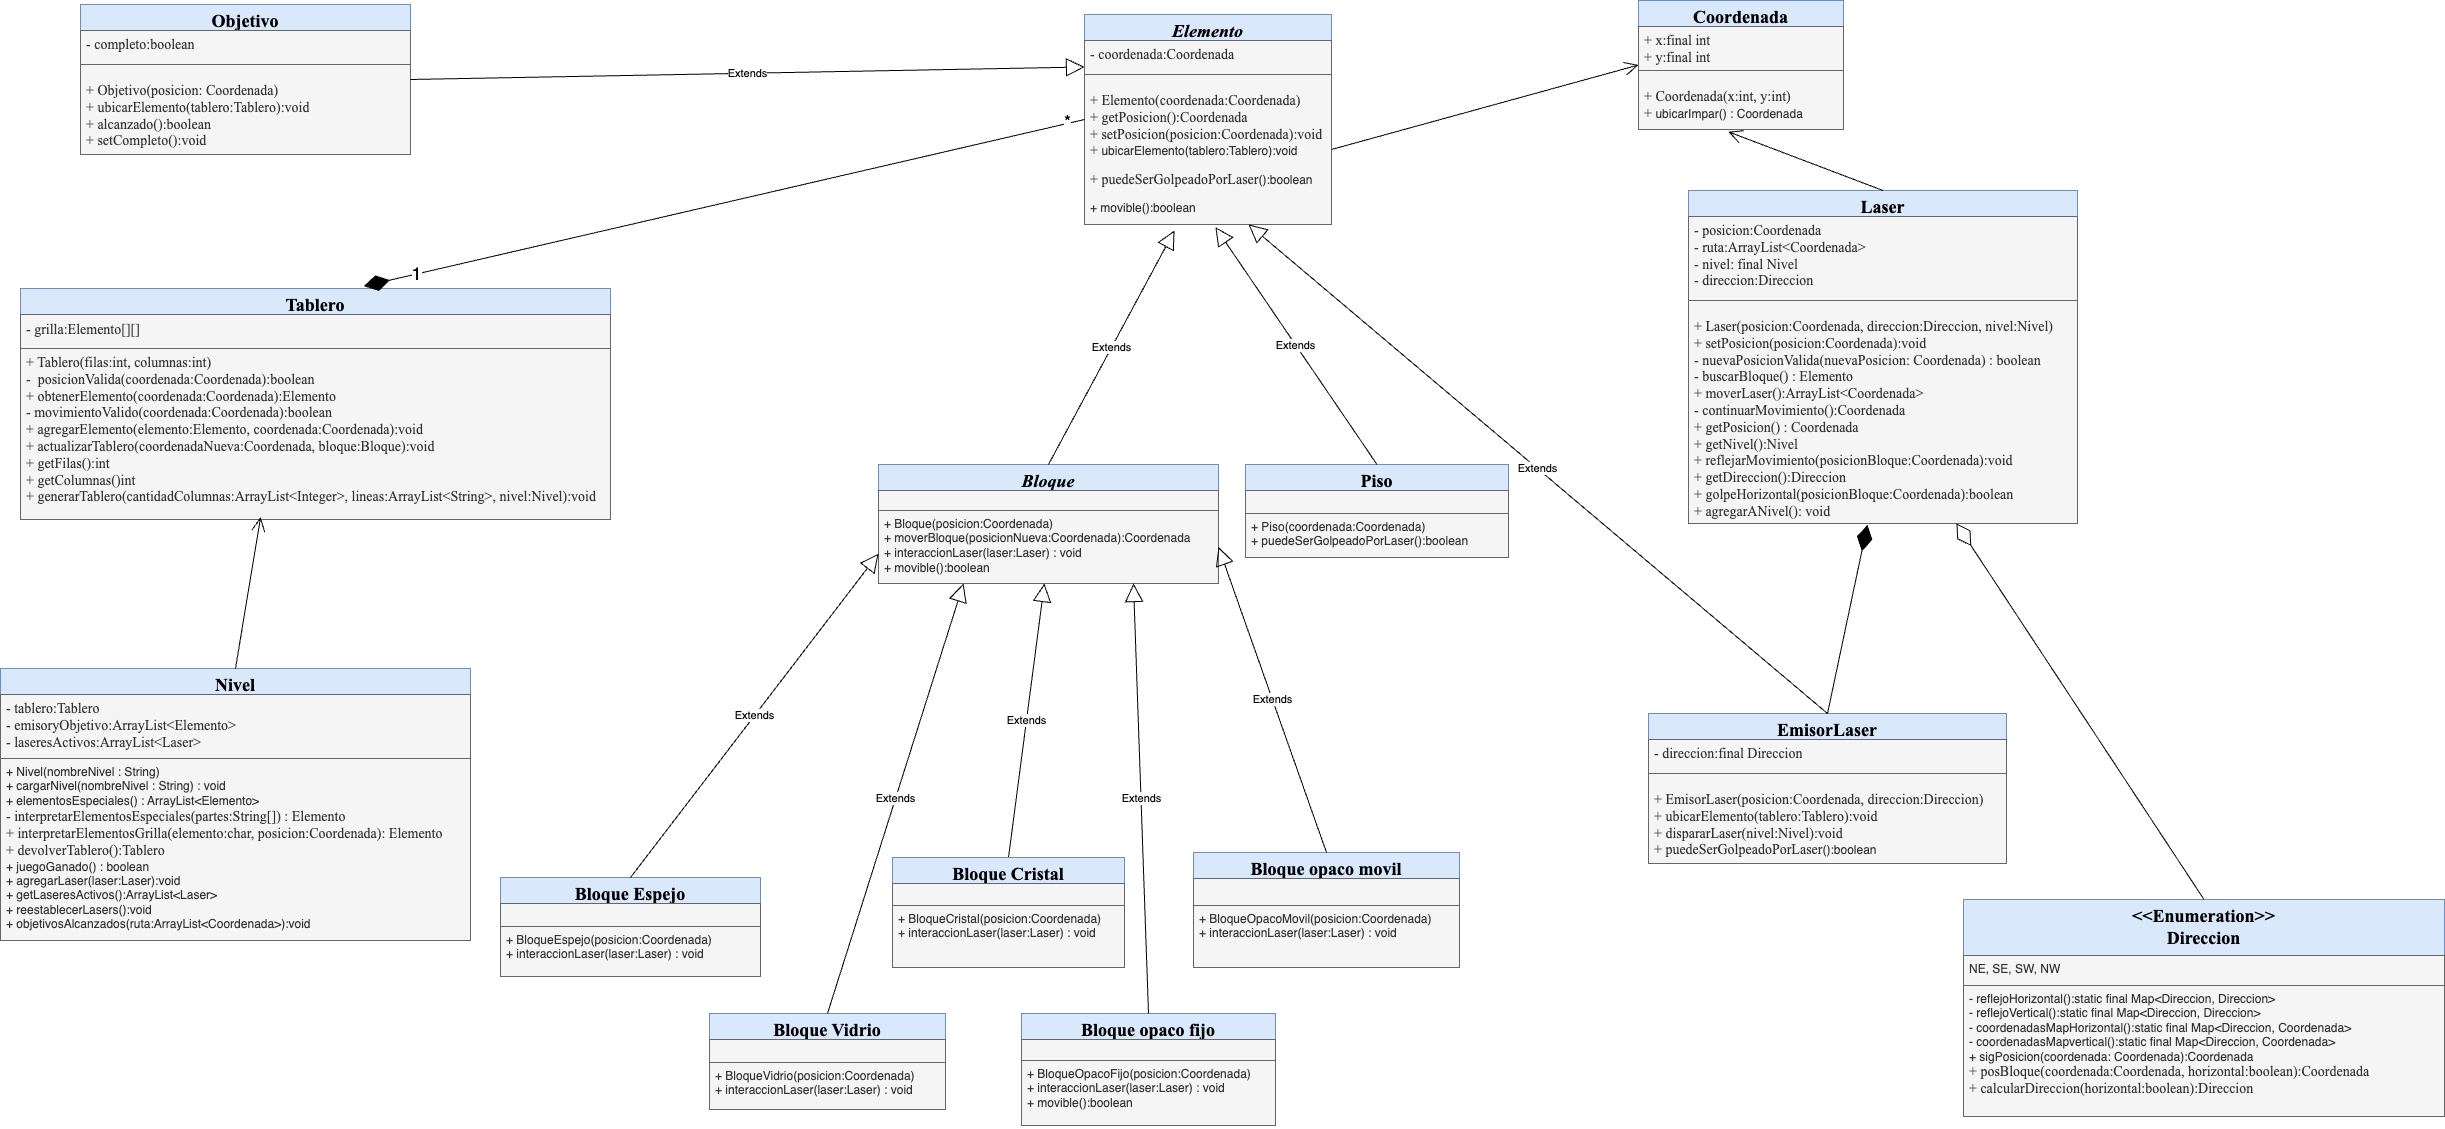 Objetivo
- completo:boolean
+ Objetivo(posicion: Coordenada)
+ ubicarElemento(tablero:Tablero):void
+ alcanzado():boolean
+ setCompleto():void
Extends
Elemento
- coordenada:Coordenada
+ Elemento(coordenada:Coordenada)
+ getPosicion():Coordenada
+ setPosicion(posicion:Coordenada):void
+ ubicarElemento(tablero:Tablero):void
+ puedeSerGolpeadoPorLaser():boolean
+ movible():boolean
Coordenada
+ x:final int
+ y:final int
+ Coordenada(x:int, y:int)
+ ubicarImpar() : Coordenada
*
1
Tablero
- grilla:Elemento[][]
+ Tablero(filas:int, columnas:int)
- posicionValida(coordenada:Coordenada):boolean
+ obtenerElemento(coordenada:Coordenada):Elemento
- movimientoValido(coordenada:Coordenada):boolean
+ agregarElemento(elemento:Elemento, coordenada:Coordenada):void
+ actualizarTablero(coordenadaNueva:Coordenada, bloque:Bloque):void
+ getFilas():int
+ getColumnas()int
+ generarTablero(cantidadColumnas:ArrayList<Integer>, lineas:ArrayList<String>, nivel:Nivel):void
Laser
- posicion:Coordenada
- ruta:ArrayList<Coordenada>
- nivel: final Nivel
- direccion:Direccion
+ Laser(posicion:Coordenada, direccion:Direccion, nivel:Nivel)
+ setPosicion(posicion:Coordenada):void
- nuevaPosicionValida(nuevaPosicion: Coordenada) : boolean
- buscarBloque() : Elemento
+ moverLaser():ArrayList<Coordenada>
- continuarMovimiento():Coordenada
+ getPosicion() : Coordenada
+ getNivel():Nivel
+ reflejarMovimiento(posicionBloque:Coordenada):void
+ getDireccion():Direccion
+ golpeHorizontal(posicionBloque:Coordenada):boolean
+ agregarANivel(): void
Extends
Extends
Extends
Bloque
+ Bloque(posicion:Coordenada)
+ moverBloque(posicionNueva:Coordenada):Coordenada
+ interaccionLaser(laser:Laser) : void
+ movible():boolean
Piso
+ Piso(coordenada:Coordenada)
+ puedeSerGolpeadoPorLaser():boolean
Nivel
- tablero:Tablero
- emisoryObjetivo:ArrayList<Elemento>
- laseresActivos:ArrayList<Laser>
+ Nivel(nombreNivel : String)
+ cargarNivel(nombreNivel : String) : void
+ elementosEspeciales() : ArrayList<Elemento>
- interpretarElementosEspeciales(partes:String[]) : Elemento
+ interpretarElementosGrilla(elemento:char, posicion:Coordenada): Elemento
+ devolverTablero():Tablero
+ juegoGanado() : boolean
+ agregarLaser(laser:Laser):void
+ getLaseresActivos():ArrayList<Laser>
+ reestablecerLasers():void
+ objetivosAlcanzados(ruta:ArrayList<Coordenada>):void
Extends
Extends
Extends
Extends
Extends
EmisorLaser
- direccion:final Direccion
+ EmisorLaser(posicion:Coordenada, direccion:Direccion)
+ ubicarElemento(tablero:Tablero):void
+ dispararLaser(nivel:Nivel):void
+ puedeSerGolpeadoPorLaser():boolean
Bloque Espejo
+ BloqueEspejo(posicion:Coordenada)
+ interaccionLaser(laser:Laser) : void
Bloque Cristal
+ BloqueCristal(posicion:Coordenada)
+ interaccionLaser(laser:Laser) : void
Bloque opaco movil
+ BloqueOpacoMovil(posicion:Coordenada)
+ interaccionLaser(laser:Laser) : void
<<Enumeration>>
Direccion
NE, SE, SW, NW
- reflejoHorizontal():static final Map<Direccion, Direccion>
- reflejoVertical():static final Map<Direccion, Direccion>
- coordenadasMapHorizontal():static final Map<Direccion, Coordenada>
- coordenadasMapvertical():static final Map<Direccion, Coordenada>
+ sigPosicion(coordenada: Coordenada):Coordenada
+ posBloque(coordenada:Coordenada, horizontal:boolean):Coordenada
+ calcularDireccion(horizontal:boolean):Direccion
Bloque Vidrio
+ BloqueVidrio(posicion:Coordenada)
+ interaccionLaser(laser:Laser) : void
Bloque opaco fijo
+ BloqueOpacoFijo(posicion:Coordenada)
+ interaccionLaser(laser:Laser) : void
+ movible():boolean